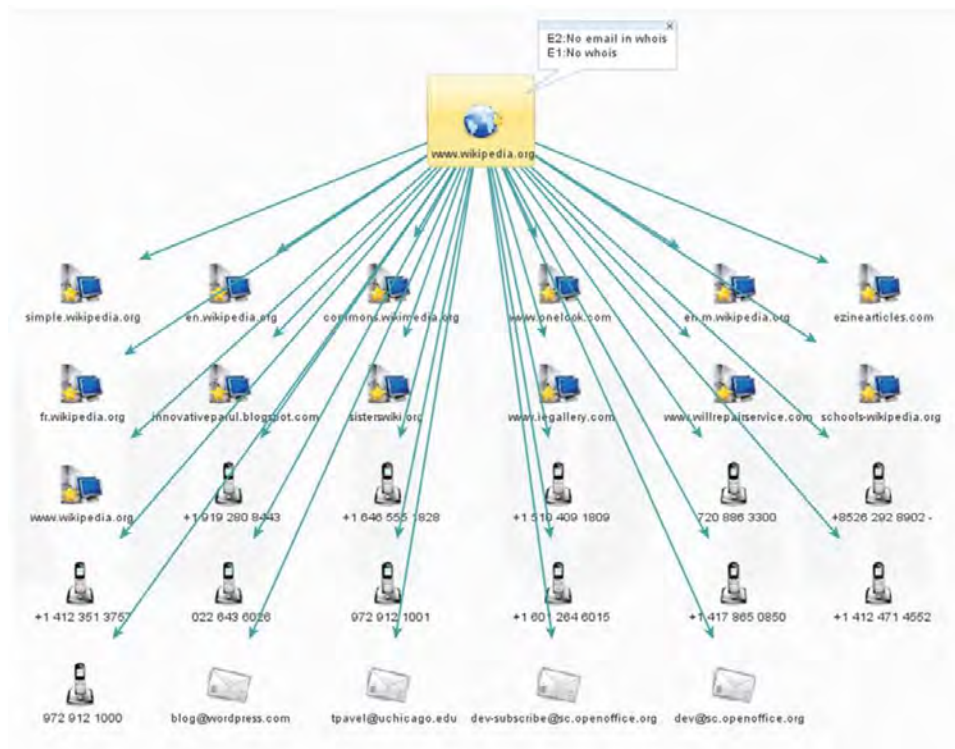 E2:No email in whois
E1:No whois
www.wikipedia.org
simple.wikipedia.org
en.wikipedia.org
commons.wikimedia.org
www.onelook.com
en.m.wikipedia.org
ezinearticles.com
fr.wikipedia.org
innovativeparul.blogspot.com
sisterswiki.org
www.iegallery.com
www.willrepairservice.com
schools-wikipedia.org
www.wikipedia.org
+1 919 280 8443
+1 646 555 1828
+1 519 409 1809
720 886 3300
+8526 292 8902 -
+1 412 351 3757
022 643 6026
972 912 1001
+1 601 264 6015
+1 417 865 0850
+1 412 471 4552
972 912 1000
blog@wordpress.com
tpavel@uchicago.edu
dev-subscribe@sc.openoffice.org
dev@sc.openoffice.org